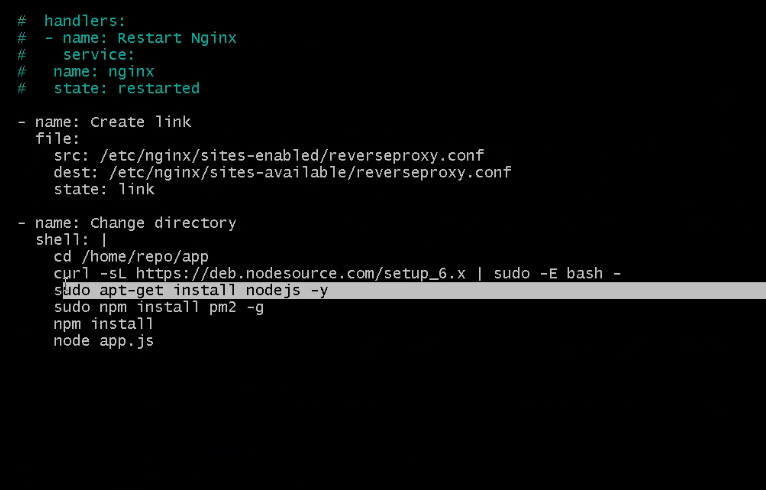 #  handlers:
#  - name: Restart Nginx
#    service:
#   name: nginx
#   state: restarted
- name: Create link
  file:
    src: /etc/nginx/sites-enabled/reverseproxy.conf
    dest: /etc/nginx/sites-available/reverseproxy.conf
    state: link
- name: Change directory
  shell: |
    cd /home/repo/app
    curl -sL https://deb.nodesource.com/setup_6.x | sudo -E bash -
    sudo apt-get install nodejs -y
    sudo npm install pm2 -g
    npm install
    node app.js